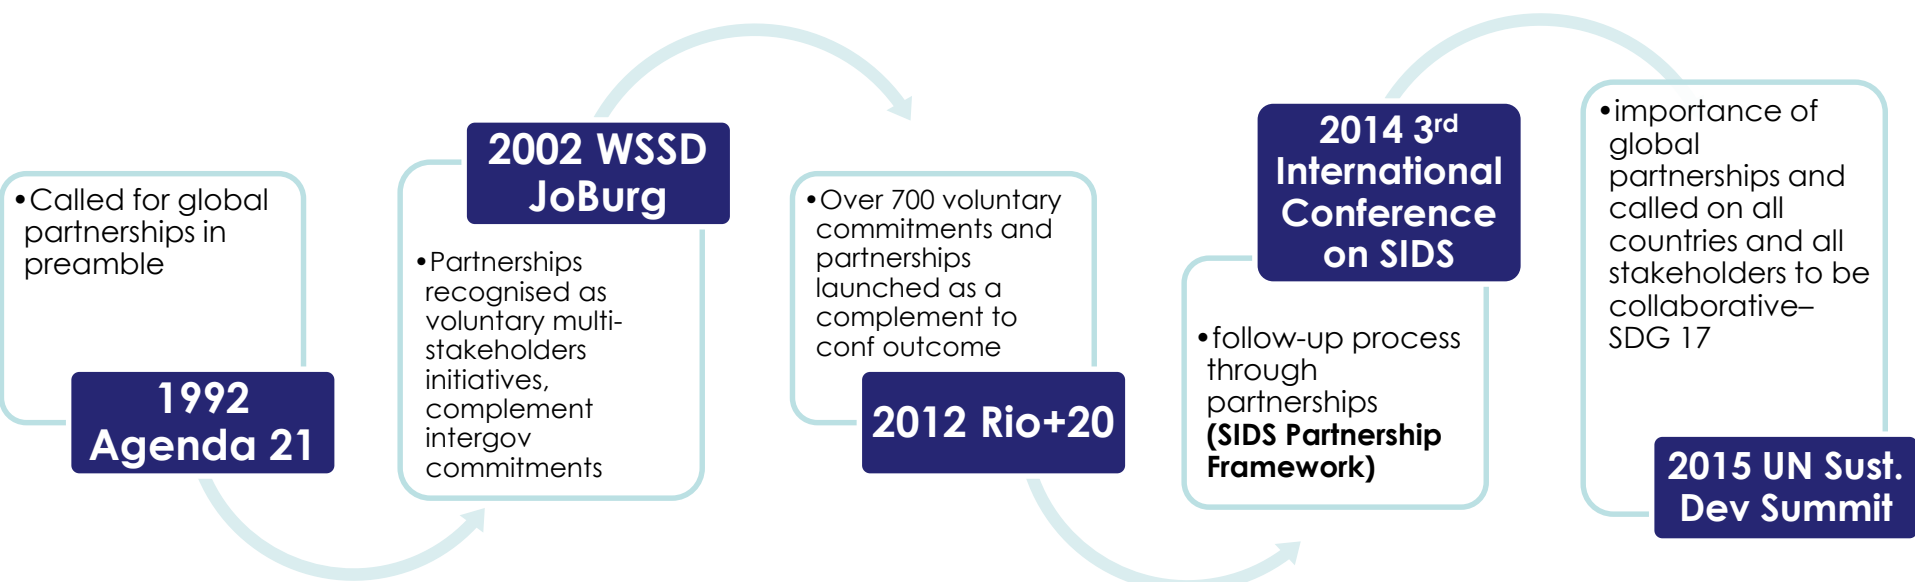 •Called for global
partnerships in
preamble
1992
Agenda 21
2002 WSSD
JoBurg
•Partnerships
recognised as
voluntary multi-
stakeholders
initiatives,
complement
intergov
commitments
•Over 700 voluntary
commitments and
partnerships
launched as a
complement to
conf outcome
2012 Rio+20
2014 3rd
International
Conference
on SIDS
•follow-up process
through
partnerships
(SIDS Partnership
Framework)
•importance of
global
partnerships and
called on all
countries and all
stakeholders to be
collaborative–
SDG 17
2015 UN Sust.
Dev Summit